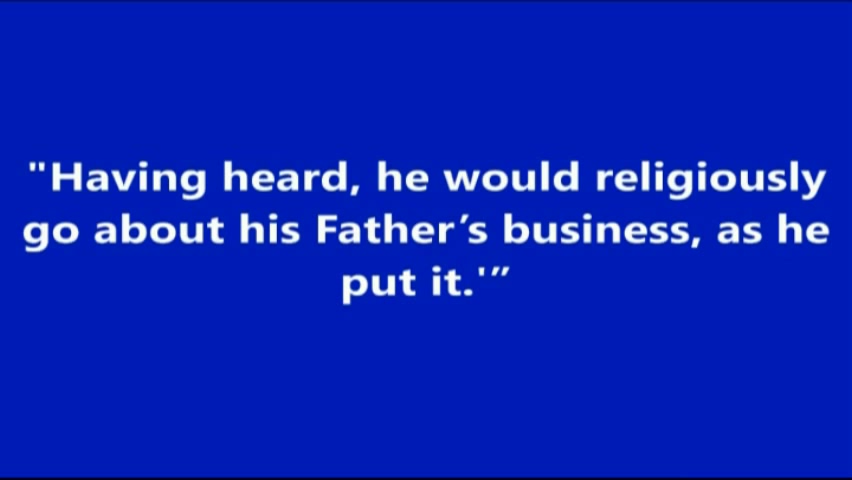 "Having heard, he would religiously
go about his Father’s business, as he
put it.'”